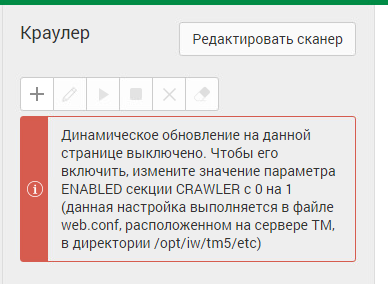 Краулер
Редактировать сканер
Динамическое обновление на данной
странице выключено. Чтобы его
включить, измените значение параметра
ENABLED секции CRAWLER с 0 на 1
(данная настройка выполняется в файле
web.conf, расположенном на сервере TM,
в директории /opt/iw/tm5/etc)